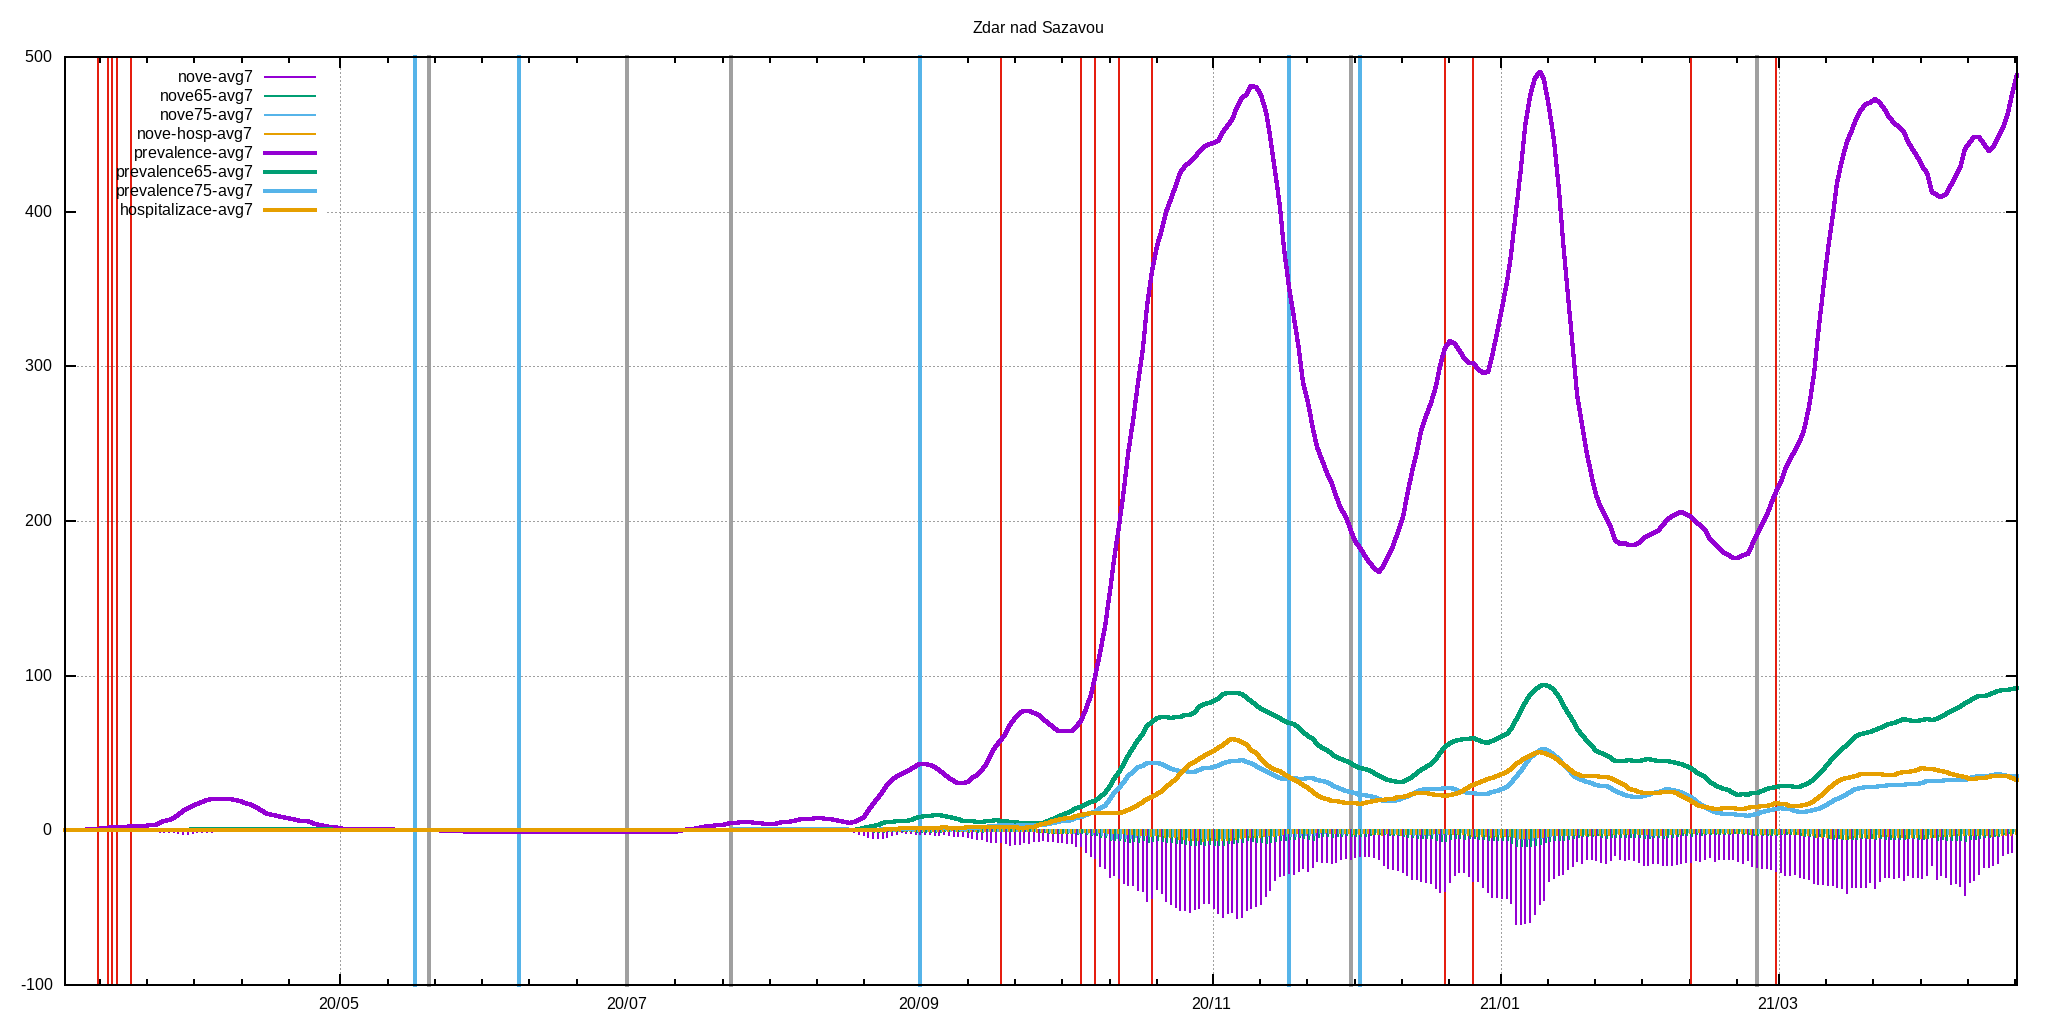 Zdar nad Sazavou
500
400
300
200
100
0
-100
nove-avg7
nove65-avg7
nove75-avg7
nove-hosp-avg7
prevalence-avg7
prevalence65-avg7
prevalence75-avg7
hospitalizace-avg7
20/05
20/07
20/09
20/11
21/01
21/03